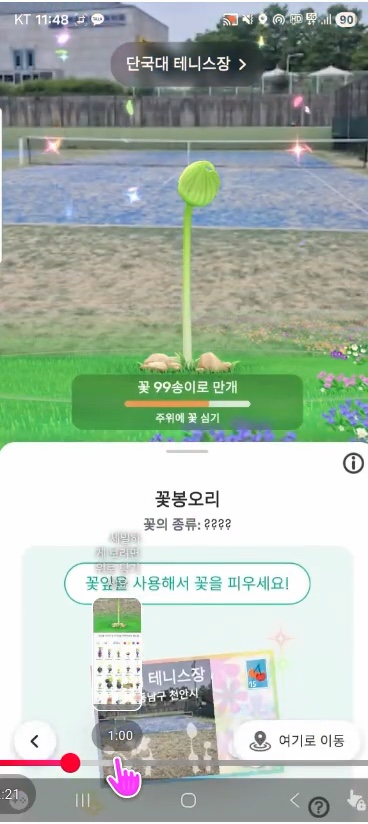 KT 11:48
90
단국대 테니스장
꽃 99송이로 만개
주위에 꽃 심기
꽃봉오리
꽃의 종류: ????
꽃잎을 사용해서 꽃을 피우세요!
테니스장
동남구 천안시
1:00
여기로 이동
:21